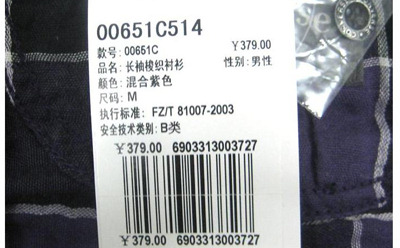 00651C514
款号: 00651C ￥379.00
品名: 长袖梭织衬衫 性别: 男性
颜色: 混合紫色
尺码: M
执行标准: FZ/T 81007-2003
安全技术类别: B类
￥379.00 6903313003727
￥379.00 6903313003727